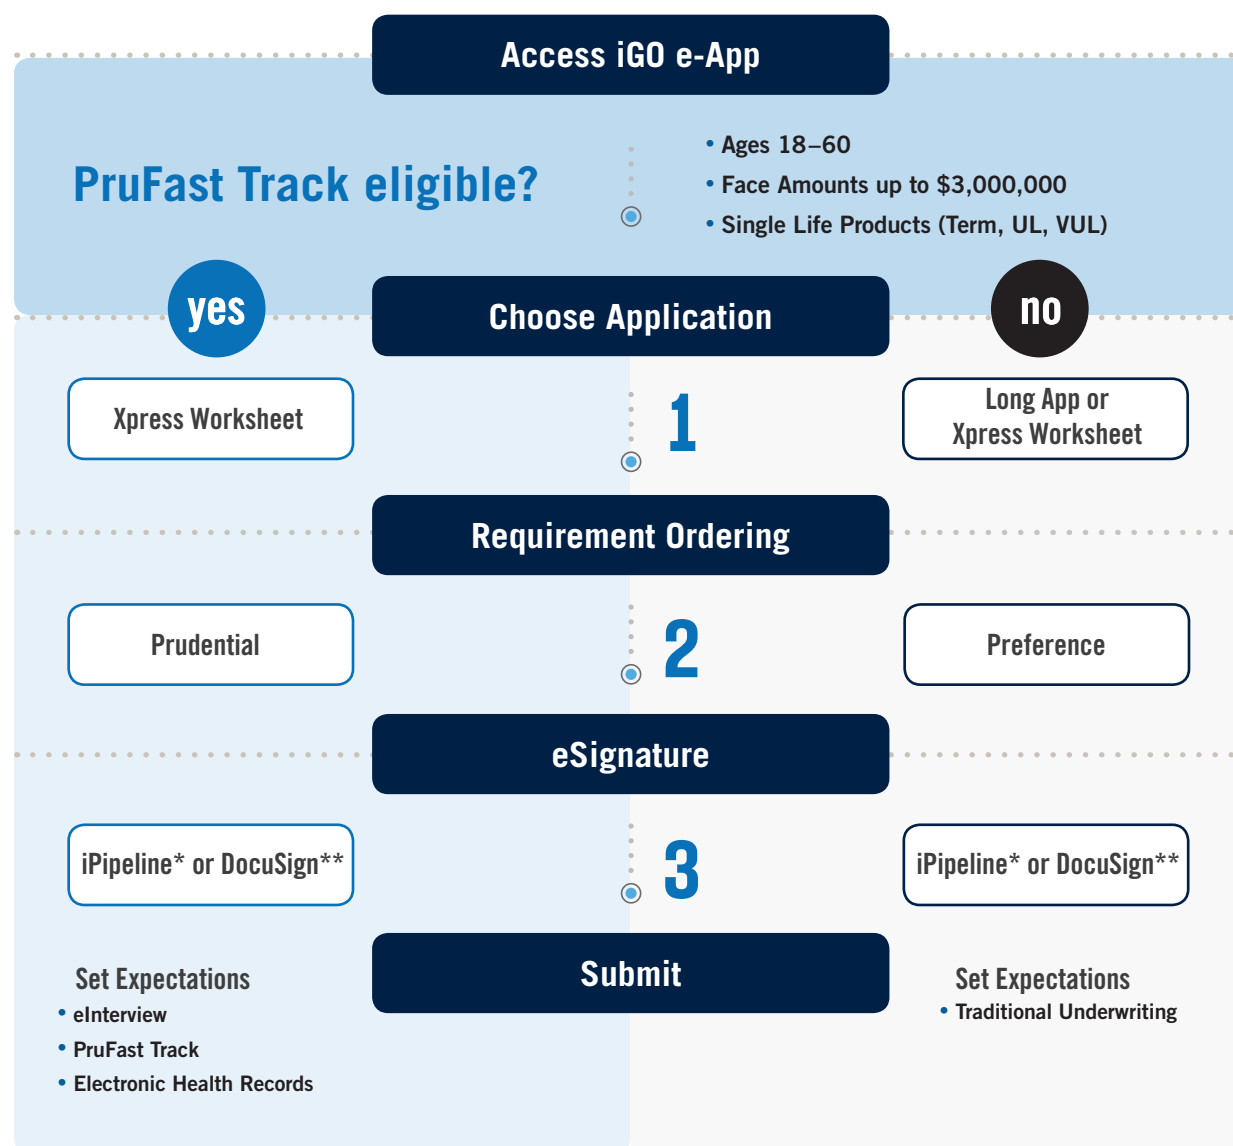 Access iGO e-App
PruFast Track eligible?
• Ages 18–60
• Face Amounts up to $3,000,000
• Single Life Products (Term, UL, VUL)
yes
Choose Application
no
Xpress Worksheet
1
Long App or
Xpress Worksheet
Requirement Ordering
Prudential
2
Preference
eSignature
iPipeline* or DocuSign**
3
iPipeline* or DocuSign**
Submit
Set Expectations
• eInterview
• PruFast Track
• Electronic Health Records
Set Expectations
• Traditional Underwriting